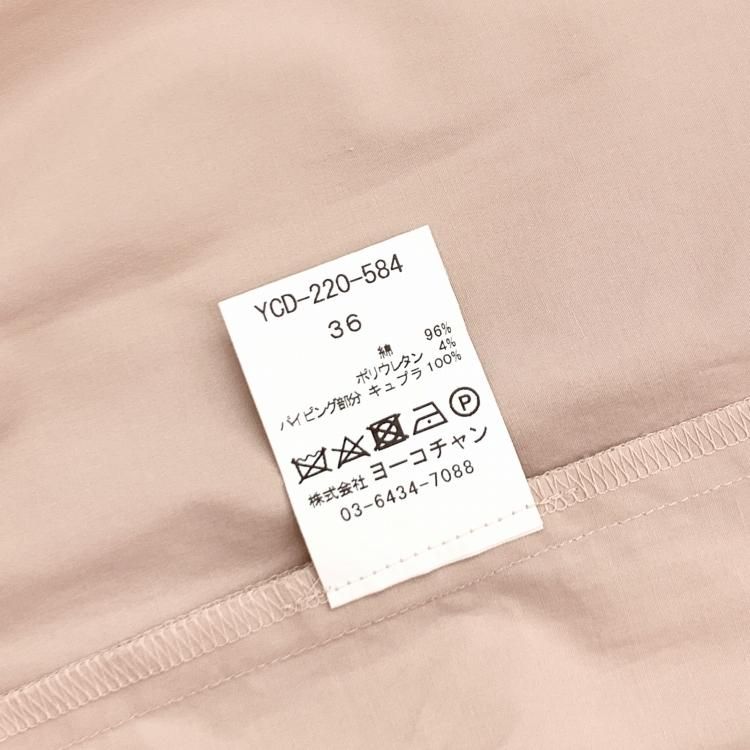 YCD-220-584
36
綿 96%
ポリウレタン 4%
パイピング部分 キュプラ 100%
P
株式会社 ヨーコチャン
03-6434-7088